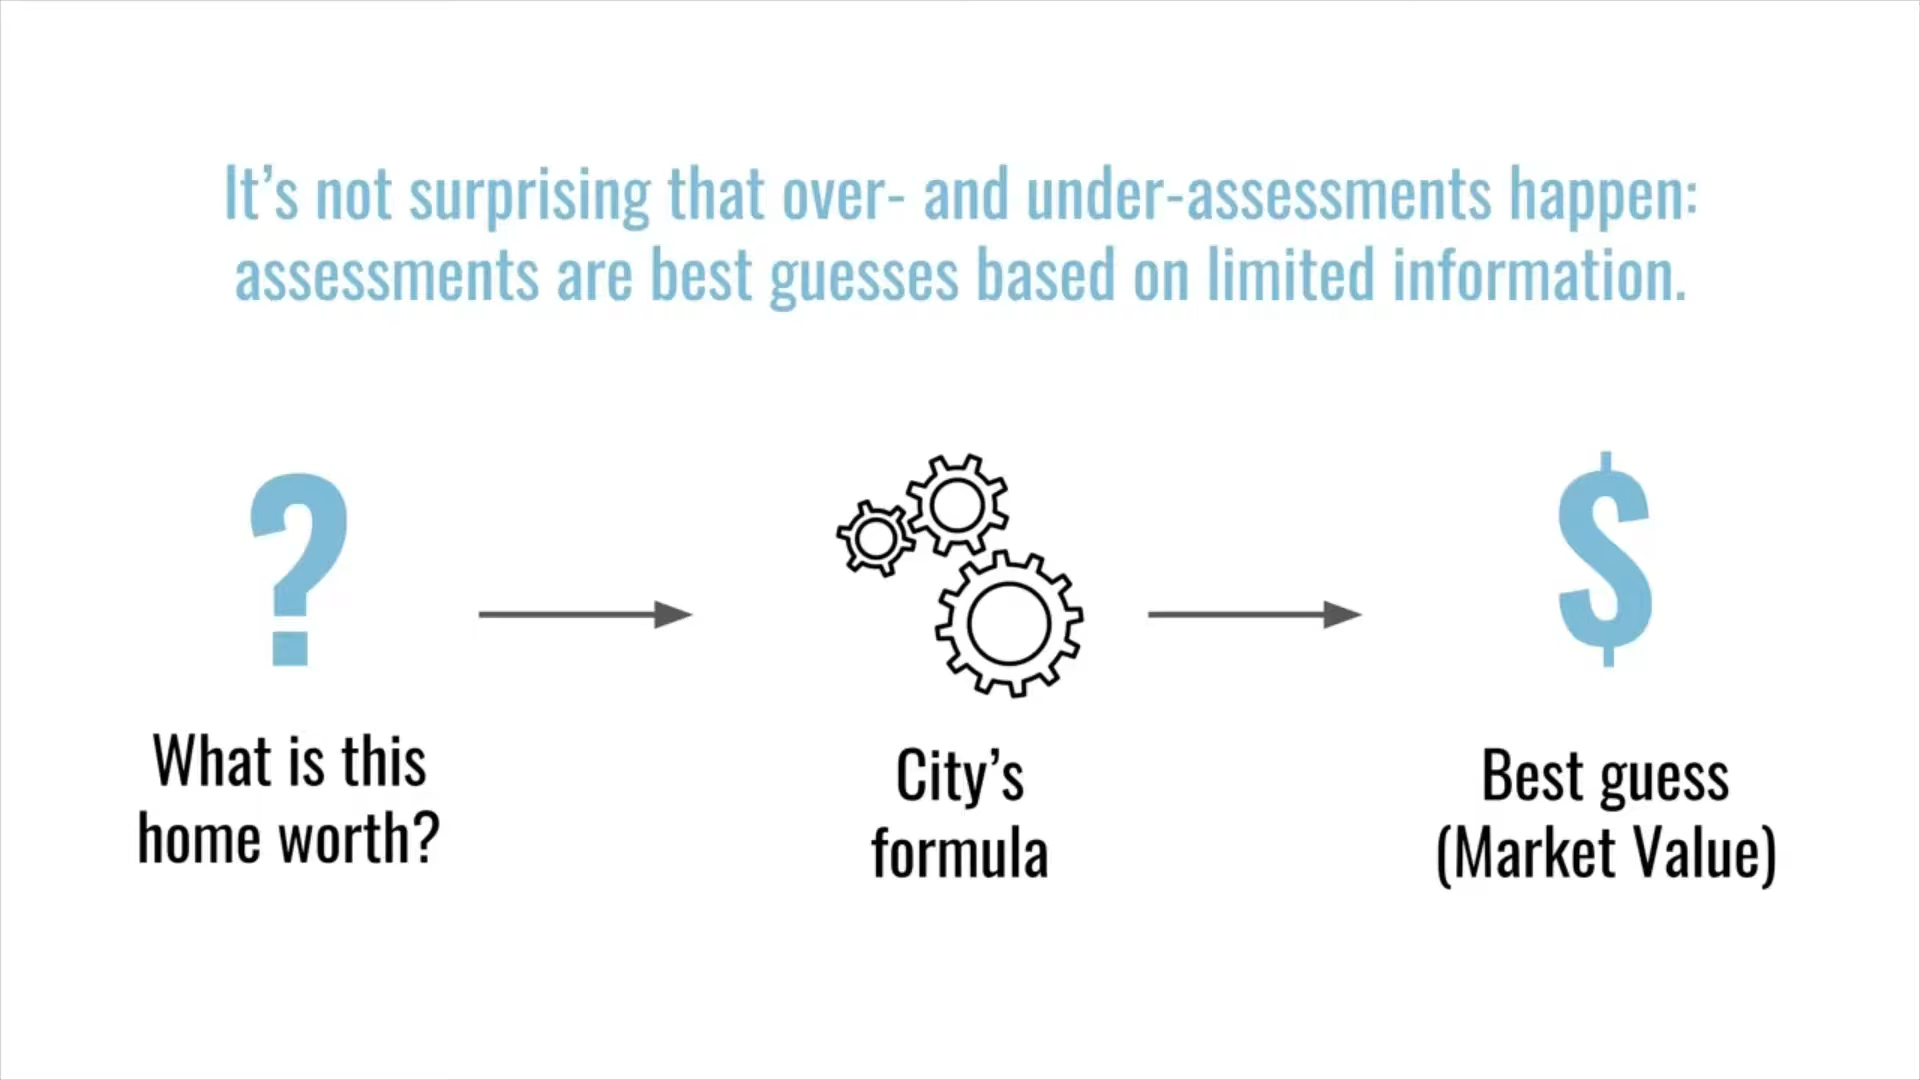 It’s not surprising that over- and under-assessments happen:
assessments are best guesses based on limited information.
?
$
What is this
home worth?
City’s
formula
Best guess
(Market Value)